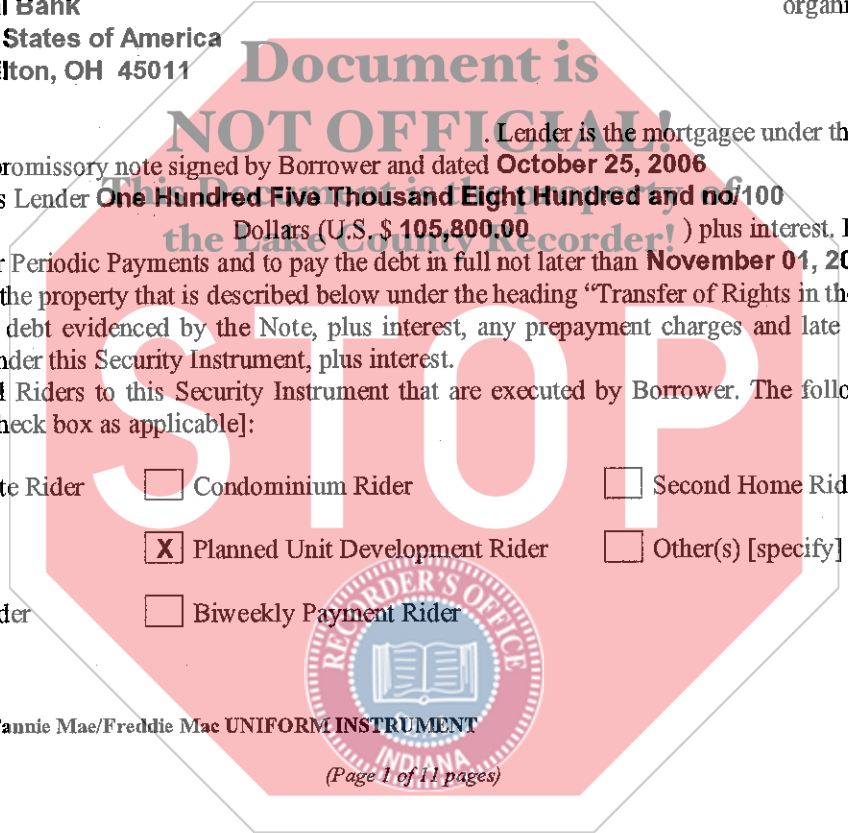 l Bank
organi
States of America
lton, OH 45011
Document is
NOT OFFICIAL!
. Lender is the mortgagee under th
romissory note signed by Borrower and dated October 25, 2006
s Lender One Hundred Five Thousand Eight Hundred and no/100
This Document is the property of
Dollars (U.S. $ 105,800.00 ) plus interest.
the Lake County Recorder!
r Periodic Payments and to pay the debt in full not later than November 01, 20
the property that is described below under the heading “Transfer of Rights in th
debt evidenced by the Note, plus interest, any prepayment charges and late
nder this Security Instrument, plus interest.
Riders to this Security Instrument that are executed by Borrower. The follo
heck box as applicable]:
STOP
te Rider
Condominium Rider
Second Home Rid
X Planned Unit Development Rider
Other(s) [specify]
der
Biweekly Payment Rider
RECORDER'S OFFICE
annie Mae/Freddie Mac UNIFORM INSTRUMENT
INDIANA
(Page 1 of 11 pages)